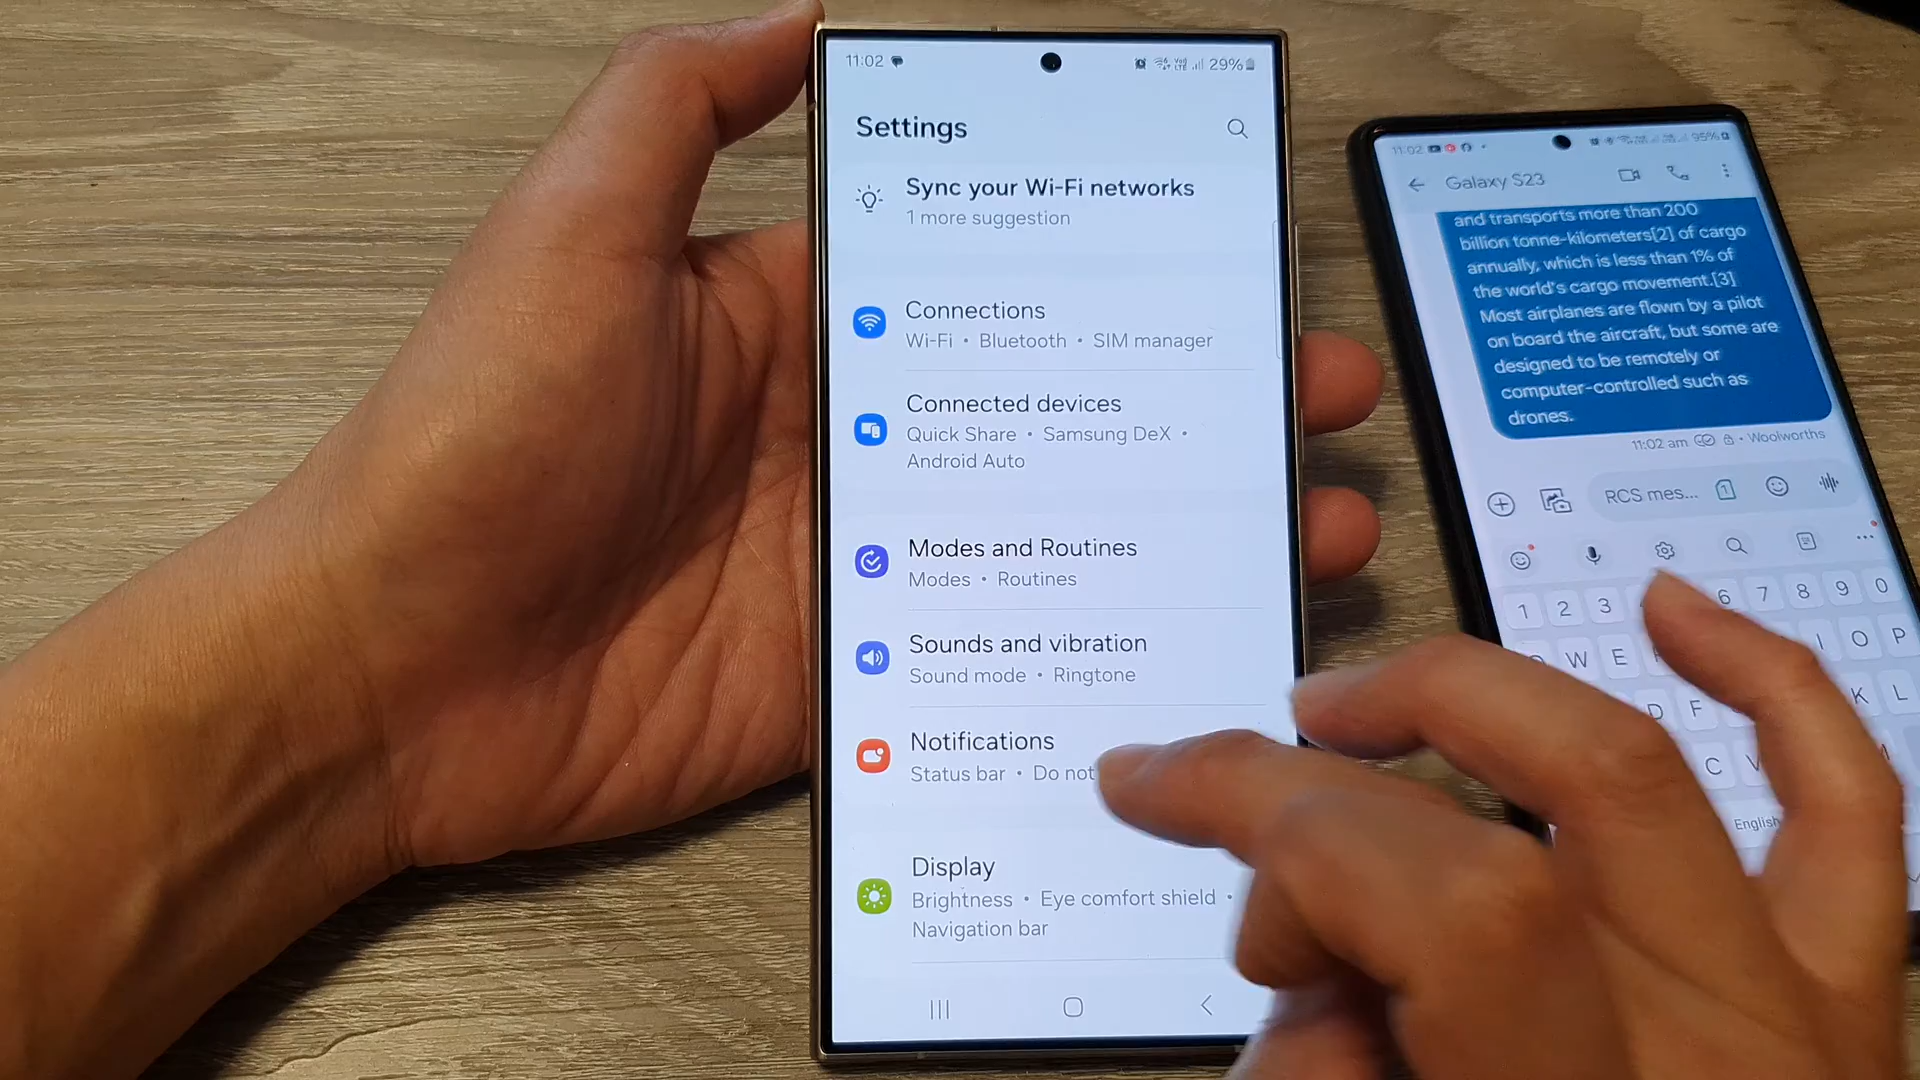 11:02
29%
Settings
Sync your Wi-Fi networks
1 more suggestion
Connections
Wi-Fi • Bluetooth • SIM manager
Connected devices
Quick Share • Samsung DeX •
Android Auto
Modes and Routines
Modes • Routines
Sounds and vibration
Sound mode • Ringtone
Notifications
Status bar • Do not
Display
Brightness • Eye comfort shield •
Navigation bar
11:02
95%
Galaxy S23
and transports more than 200
billion tonne-kilometers[2] of cargo
annually, which is less than 1% of
the world's cargo movement.[3]
Most airplanes are flown by a pilot
on board the aircraft, but some are
designed to be remotely or
computer-controlled such as
drones.
11:02 am • Woolworths
RCS mes... 1
1 2 3 6 7 8 9 0
W E I O P
D F K L
C V
English